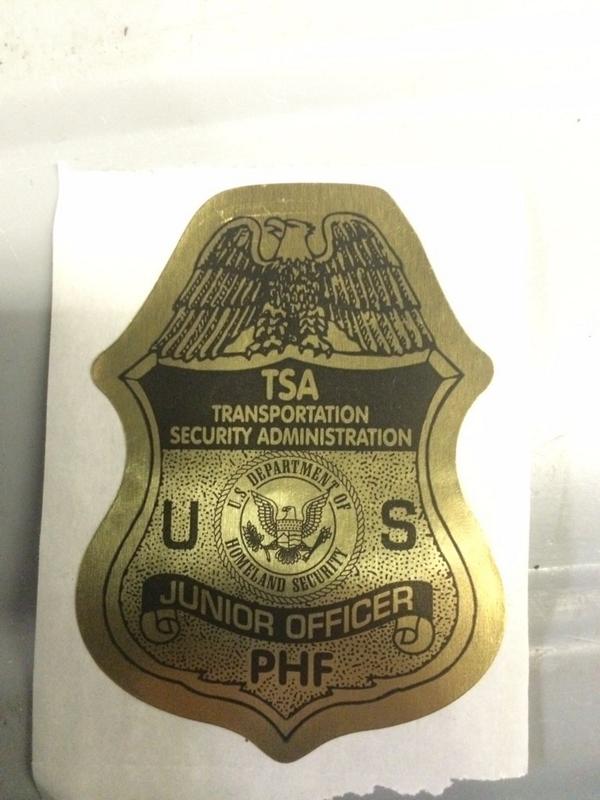 TSA
TRANSPORTATION
SECURITY ADMINISTRATION
U.S. DEPARTMENT OF
HOMELAND SECURITY
U S
JUNIOR OFFICER
PHF